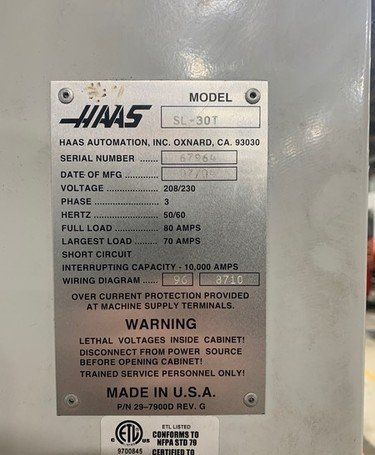 HAAS
MODEL
SL-30T
HAAS AUTOMATION, INC. OXNARD, CA. 93030
SERIAL NUMBER ....... 67964
DATE OF MFG ............
VOLTAGE ..................... 208/230
PHASE .......................... 3
HERTZ .......................... 50/60
FULL LOAD .................. 80 AMPS
LARGEST LOAD .......... 70 AMPS
SHORT CIRCUIT
INTERRUPTING CAPACITY - 10,000 AMPS
WIRING DIAGRAM ...... 96 8710
OVER CURRENT PROTECTION PROVIDED
AT MACHINE SUPPLY TERMINALS.
WARNING
LETHAL VOLTAGES INSIDE CABINET!
DISCONNECT FROM POWER SOURCE
BEFORE OPENING CABINET!
TRAINED SERVICE PERSONNEL ONLY!
MADE IN U.S.A.
P/N 29-7900D REV. G
ETL LISTED
CONFORMS TO
NFPA STD 79
CERTIFIED TO
C ETL US
9700845